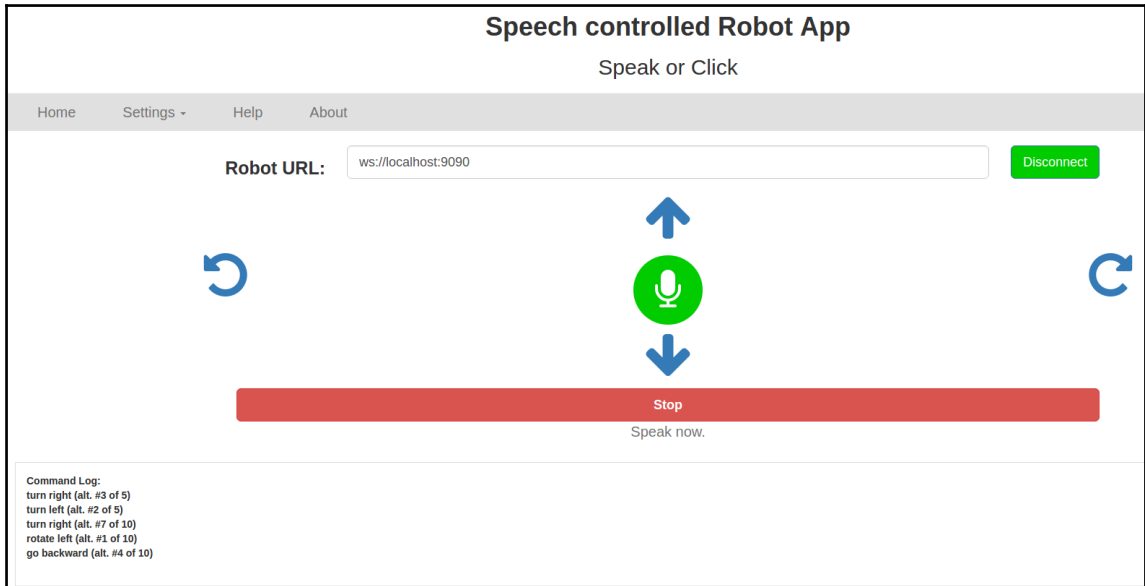 Speech controlled Robot App
Speak or Click
Home Settings Help About
Robot URL: ws://localhost:9090 Disconnect
Stop
Speak now.
Command Log:
turn right (alt. #3 of 5)
turn left (alt. #2 of 5)
turn right (alt. #7 of 10)
rotate left (alt. #1 of 10)
go backward (alt. #4 of 10)